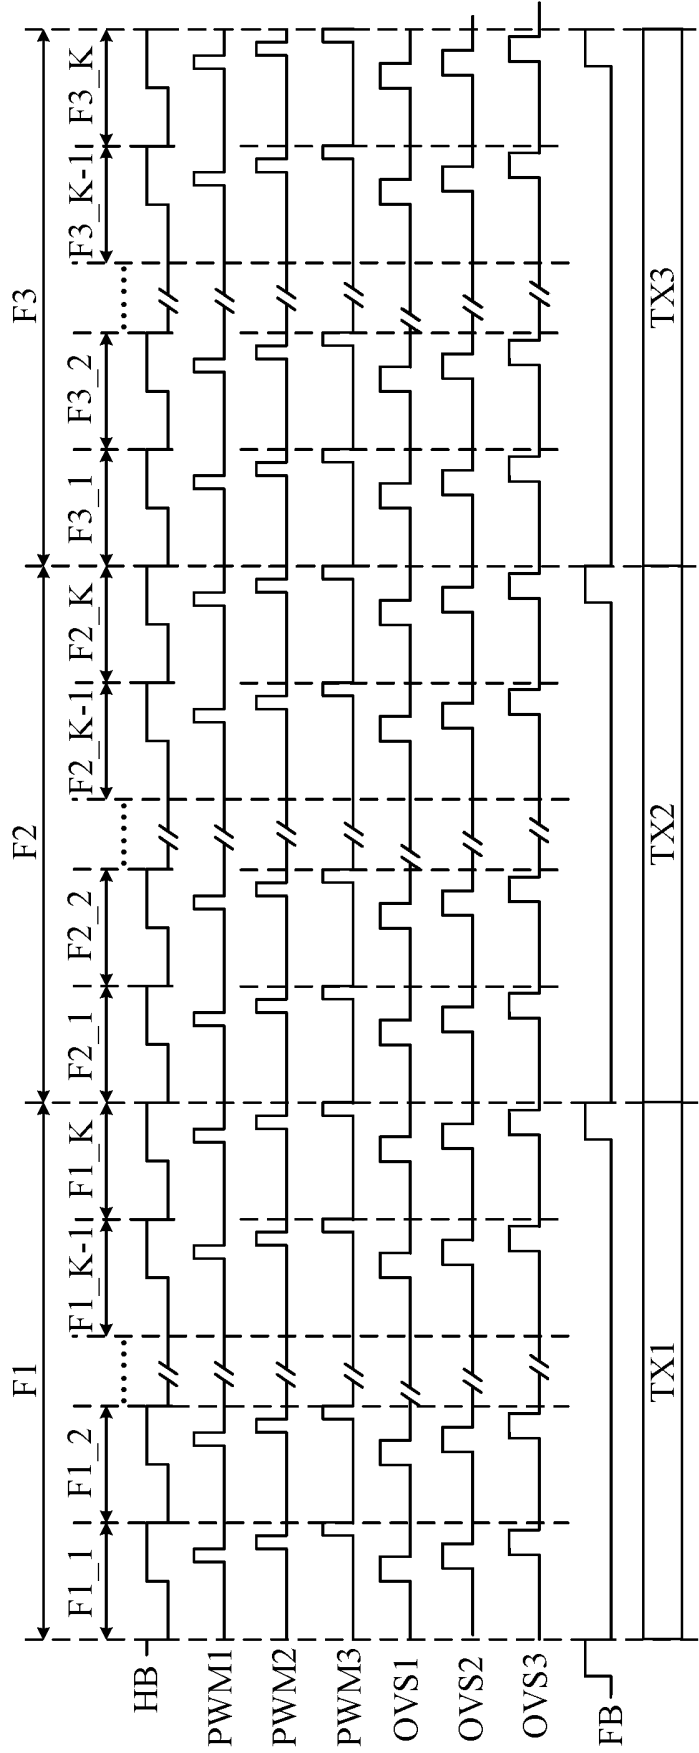 F1 F2 F3
F1_1 F1_2 ...... F1_K-1 F1_K F2_1 F2_2 ...... F2_K-1 F2_K F3_1 F3_2 ...... F3_K-1 F3_K
HB
PWM1
PWM2
PWM3
OVS1
OVS2
OVS3
FB
TX1 TX2 TX3